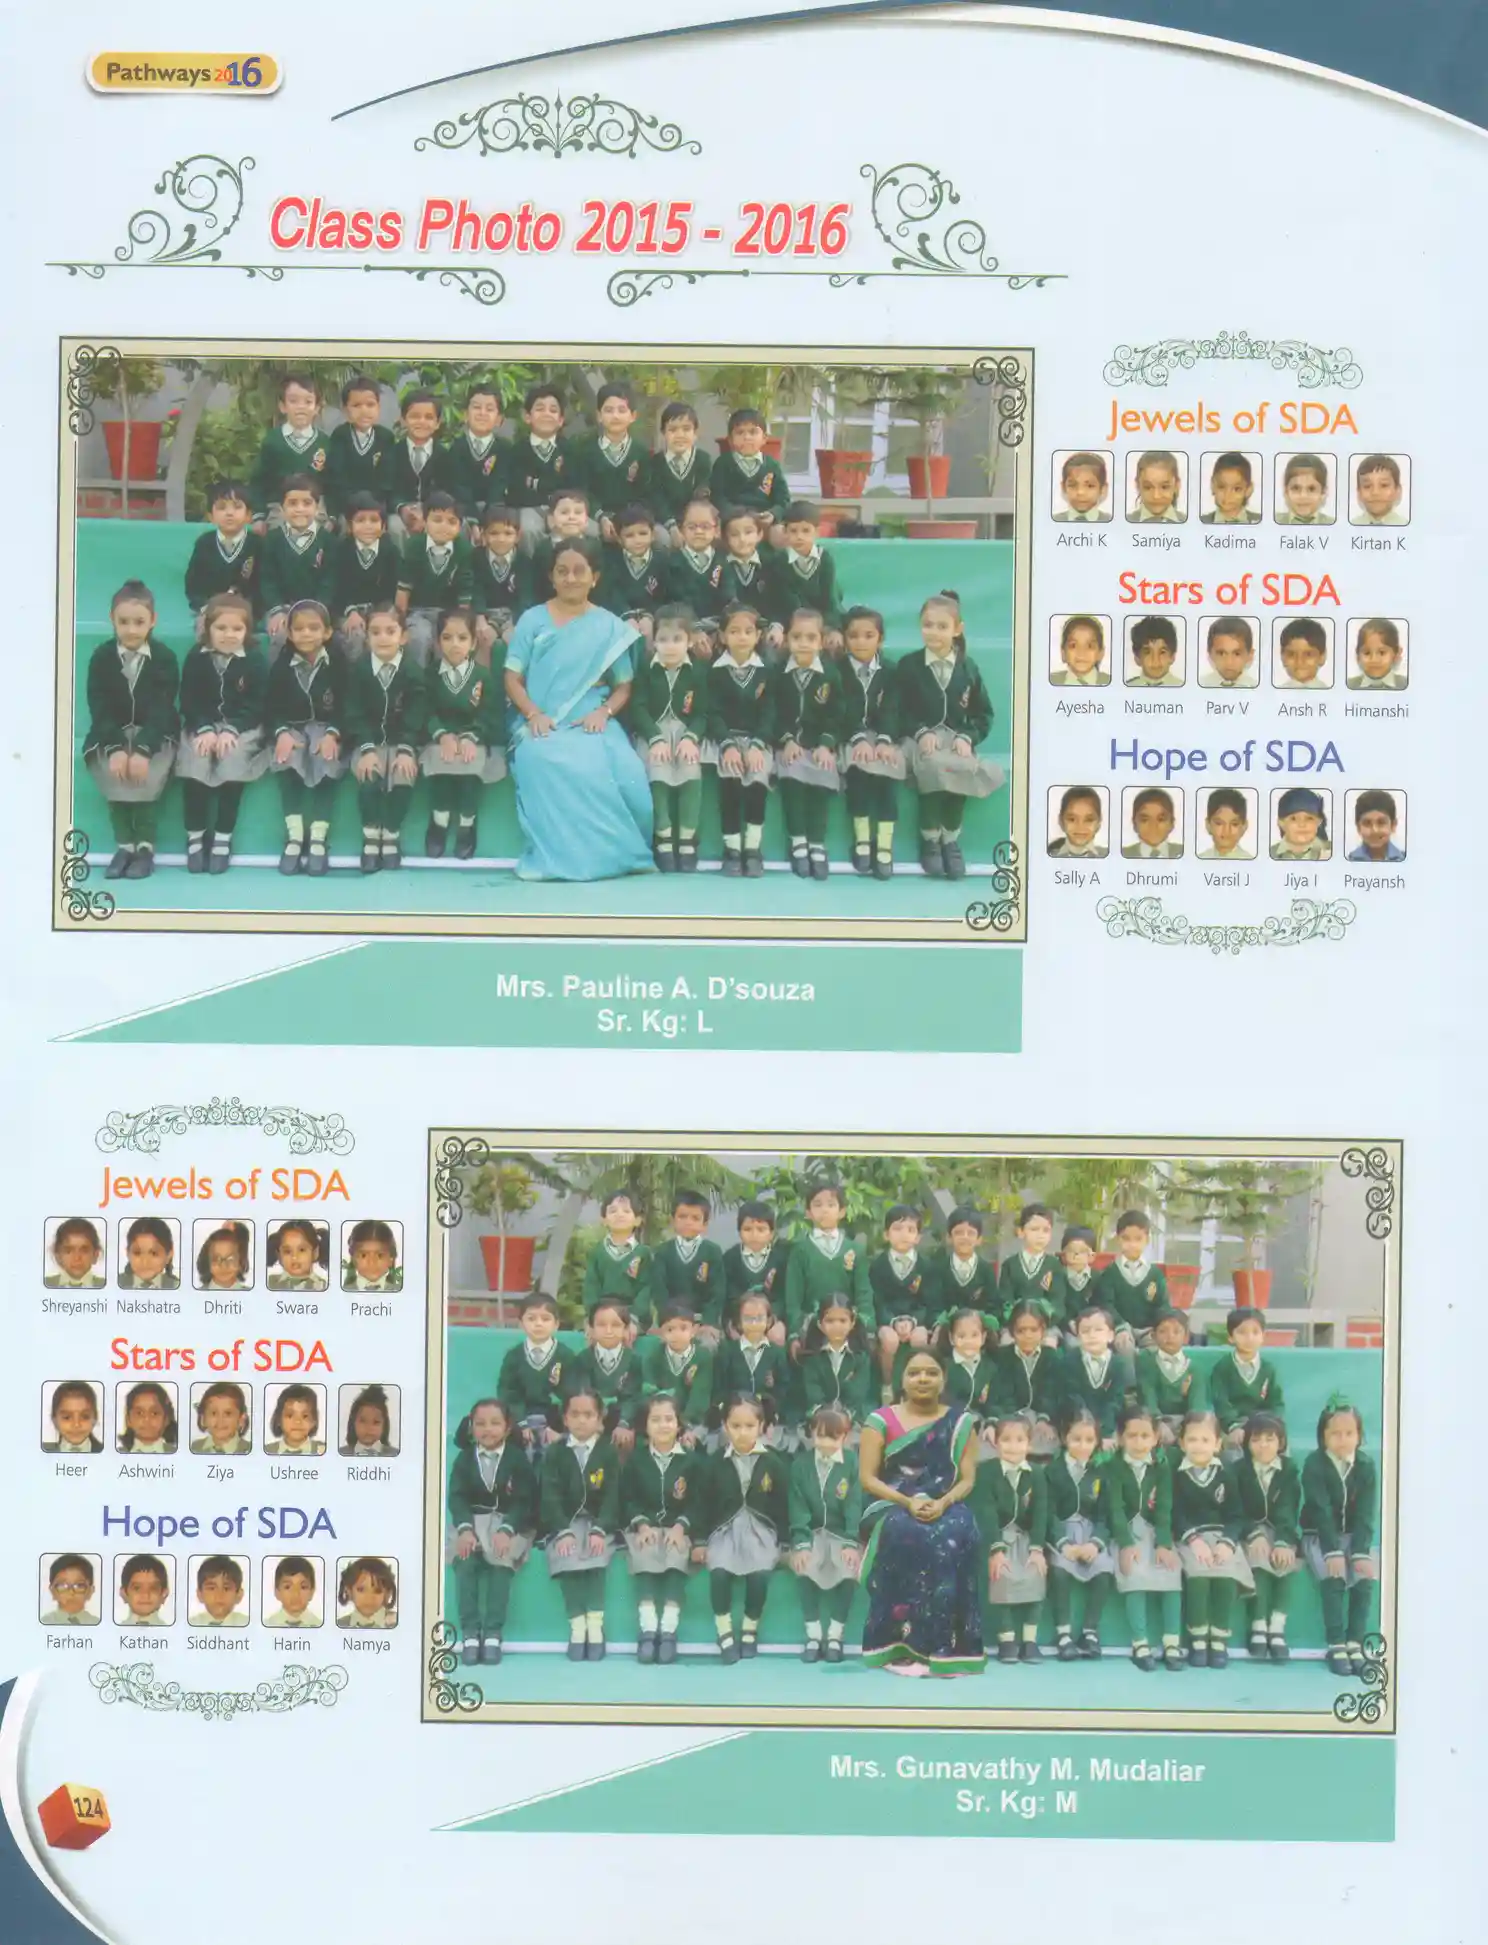 Pathways 2016
Class Photo 2015 - 2016
Jewels of SDA
Archi K Samiya Kadima Falak V Kirtan K
Stars of SDA
Ayesha Nauman Parv V Ansh R Himanshi
Hope of SDA
Sally A Dhrumi Varsil J Jiya I Prayansh
Mrs. Pauline A. D'souza
Sr. Kg: L
Jewels of SDA
Shreyanshi Nakshatra Dhriti Swara Prachi
Stars of SDA
Heer Ashwini Ziya Ushree Riddhi
Hope of SDA
Farhan Kathan Siddhant Harin Namya
Mrs. Gunavathy M. Mudaliar
Sr. Kg: M
124